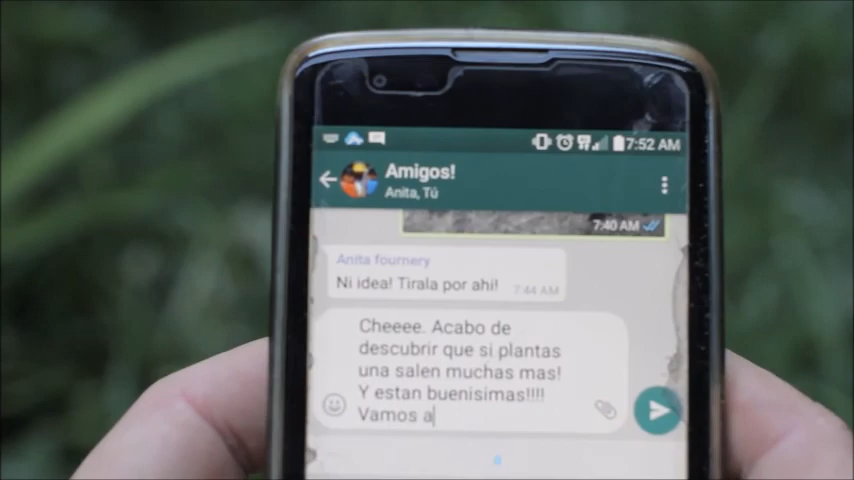 7:52 AM
Amigos!
Anita, Tú
7:40 AM
Anita fournery
Ni idea! Tirala por ahi!
7:44 AM
Cheeee. Acabo de
descubrir que si plantas
una salen muchas mas!
Y estan buenisimas!!!!
Vamos a